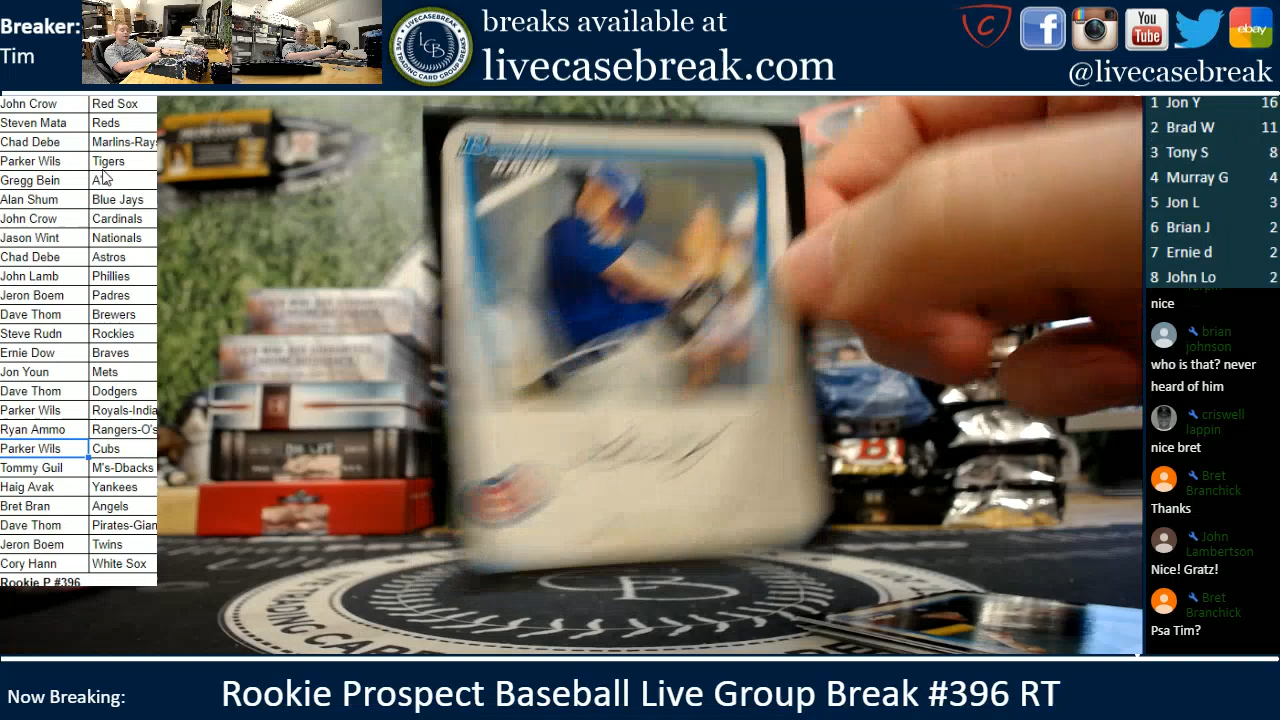 Breaker:
Tim
LCB
breaks available at
livecasebreak.com
@livecasebreak
You
Tube
ebay
John Crow Red Sox
Steven Mata Reds
Chad Debe Marlins-Rays
Parker Wils Tigers
Gregg Bein
Alan Shum Blue Jays
John Crow Cardinals
Jason Wint Nationals
Chad Debe Astros
John Lamb Phillies
Jeron Boem Padres
Dave Thom Brewers
Steve Rudn Rockies
Ernie Dow Braves
Jon Youn Mets
Dave Thom Dodgers
Parker Wils Royals-India
Ryan Ammo Rangers-O's
Parker Wils Cubs
Tommy Guil M's-Dbacks
Haig Avak Yankees
Bret Bran Angels
Dave Thom Pirates-Gian
Jeron Boem Twins
Cory Hann White Sox
Rookie P #396
1 Jon Y 16
2 Brad W 11
3 Tony S 8
4 Murray G 4
5 Jon L 3
6 Brian J 2
7 Ernie d 2
8 John Lo 2
nice
brian
johnson
who is that? never
heard of him
criswell
lappin
nice bret
Bret
Branchick
Thanks
John
Lambertson
Nice! Gratz!
Bret
Branchick
Psa Tim?
Now Breaking:
Rookie Prospect Baseball Live Group Break #396 RT